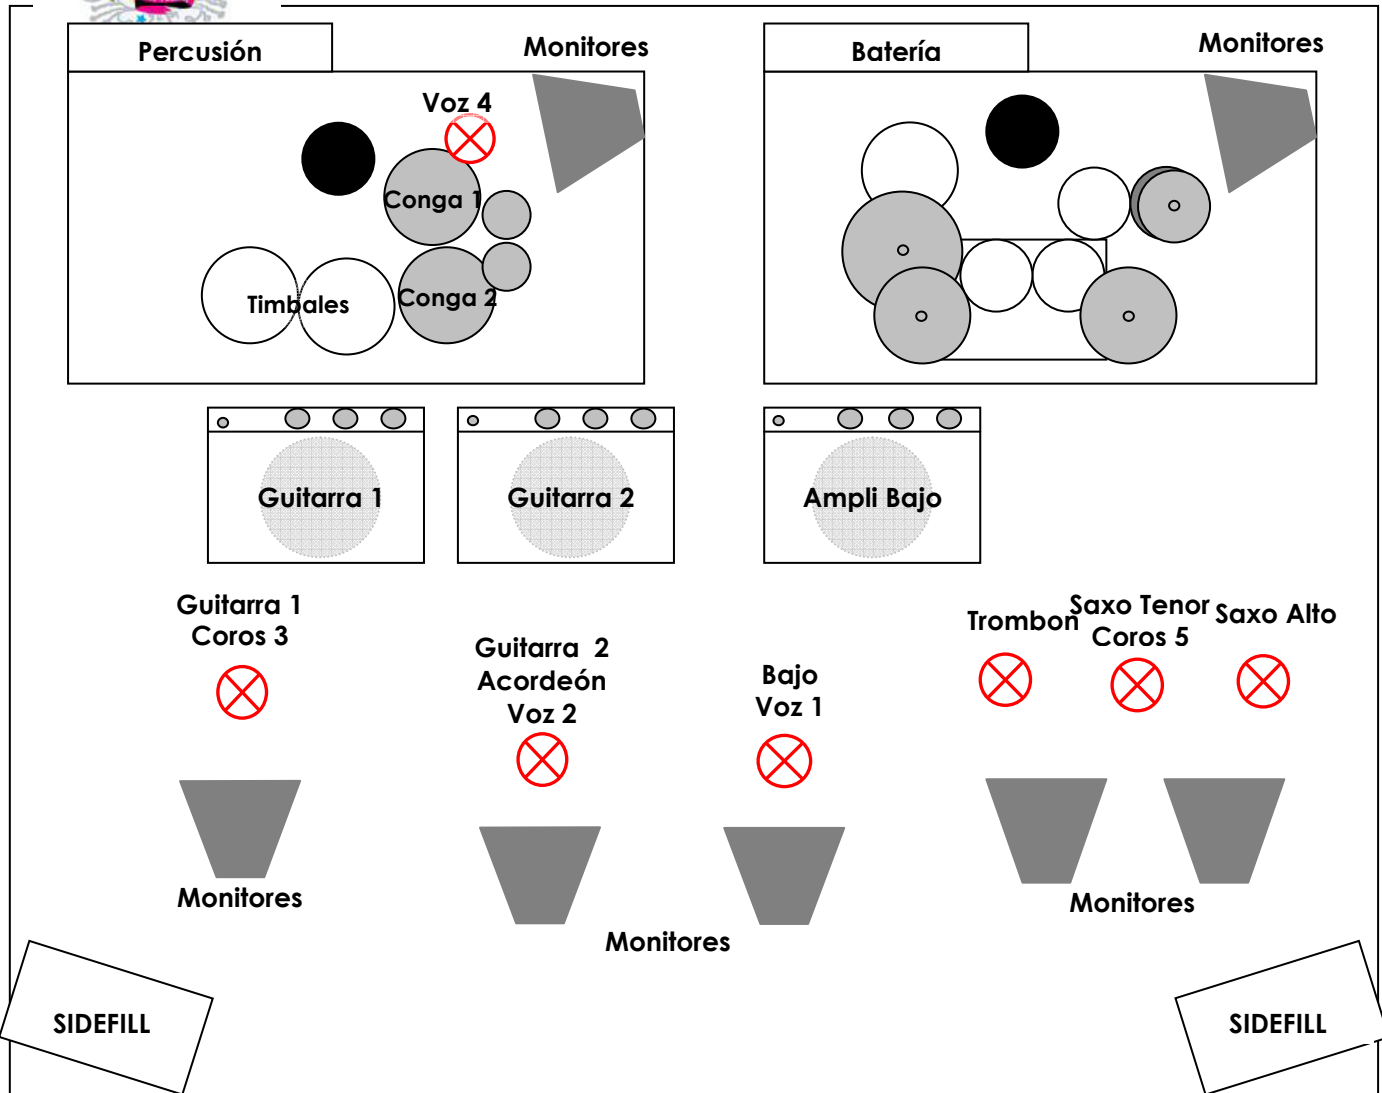 Percusión
Monitores
Batería
Monitores
Voz 4
Conga 1
Timbales
Conga 2
Guitarra 1
Guitarra 2
Ampli Bajo
Guitarra 1
Coros 3
Guitarra 2
Acordeón
Voz 2
Bajo
Voz 1
Trombon
Saxo Tenor
Coros 5
Saxo Alto
Monitores
Monitores
Monitores
SIDEFILL
SIDEFILL